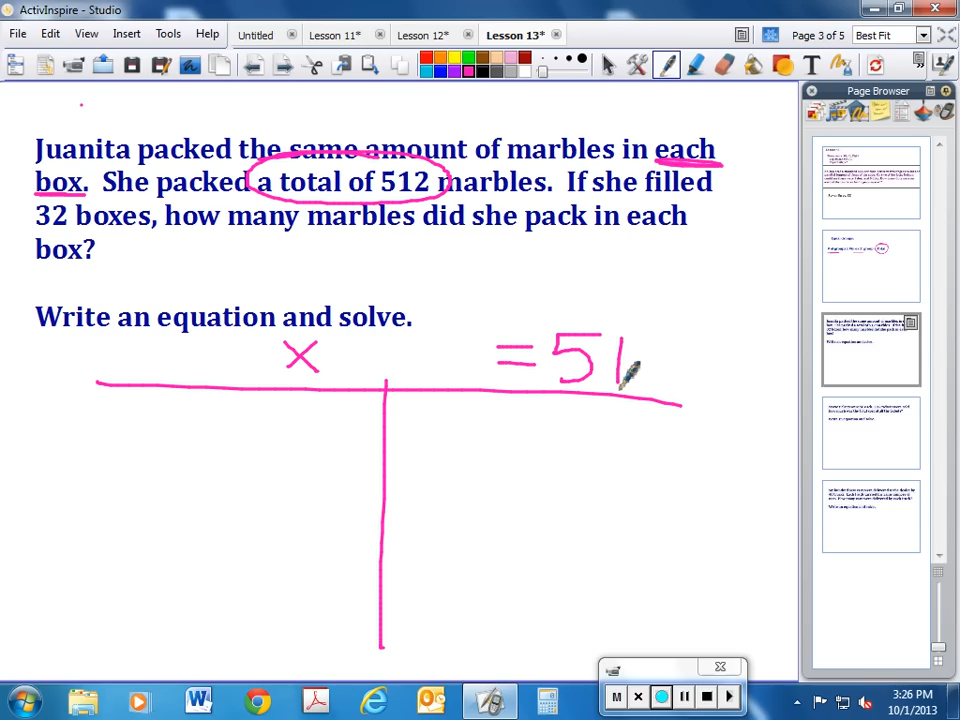 ActivInspire - Studio
File Edit View Insert Tools Help Untitled Lesson 11* Lesson 12* Lesson 13* Page 3 of 5 Best Fit
Page Browser
Juanita packed the same amount of marbles in each
box. She packed a total of 512 marbles. If she filled
32 boxes, how many marbles did she pack in each
box?
Write an equation and solve.
x = 51
M
3:26 PM
10/1/2013